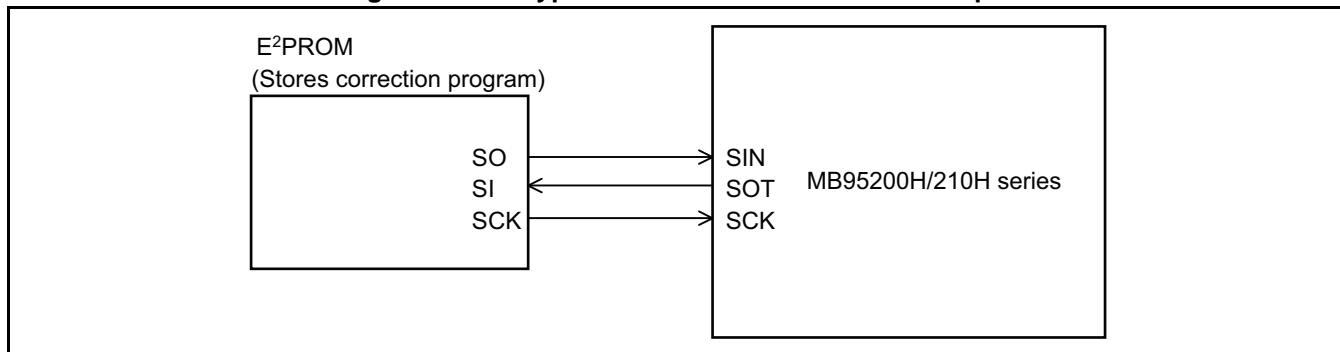 E²PROM
(Stores correction program)
SO SIN
SI SOT MB95200H/210H series
SCK SCK